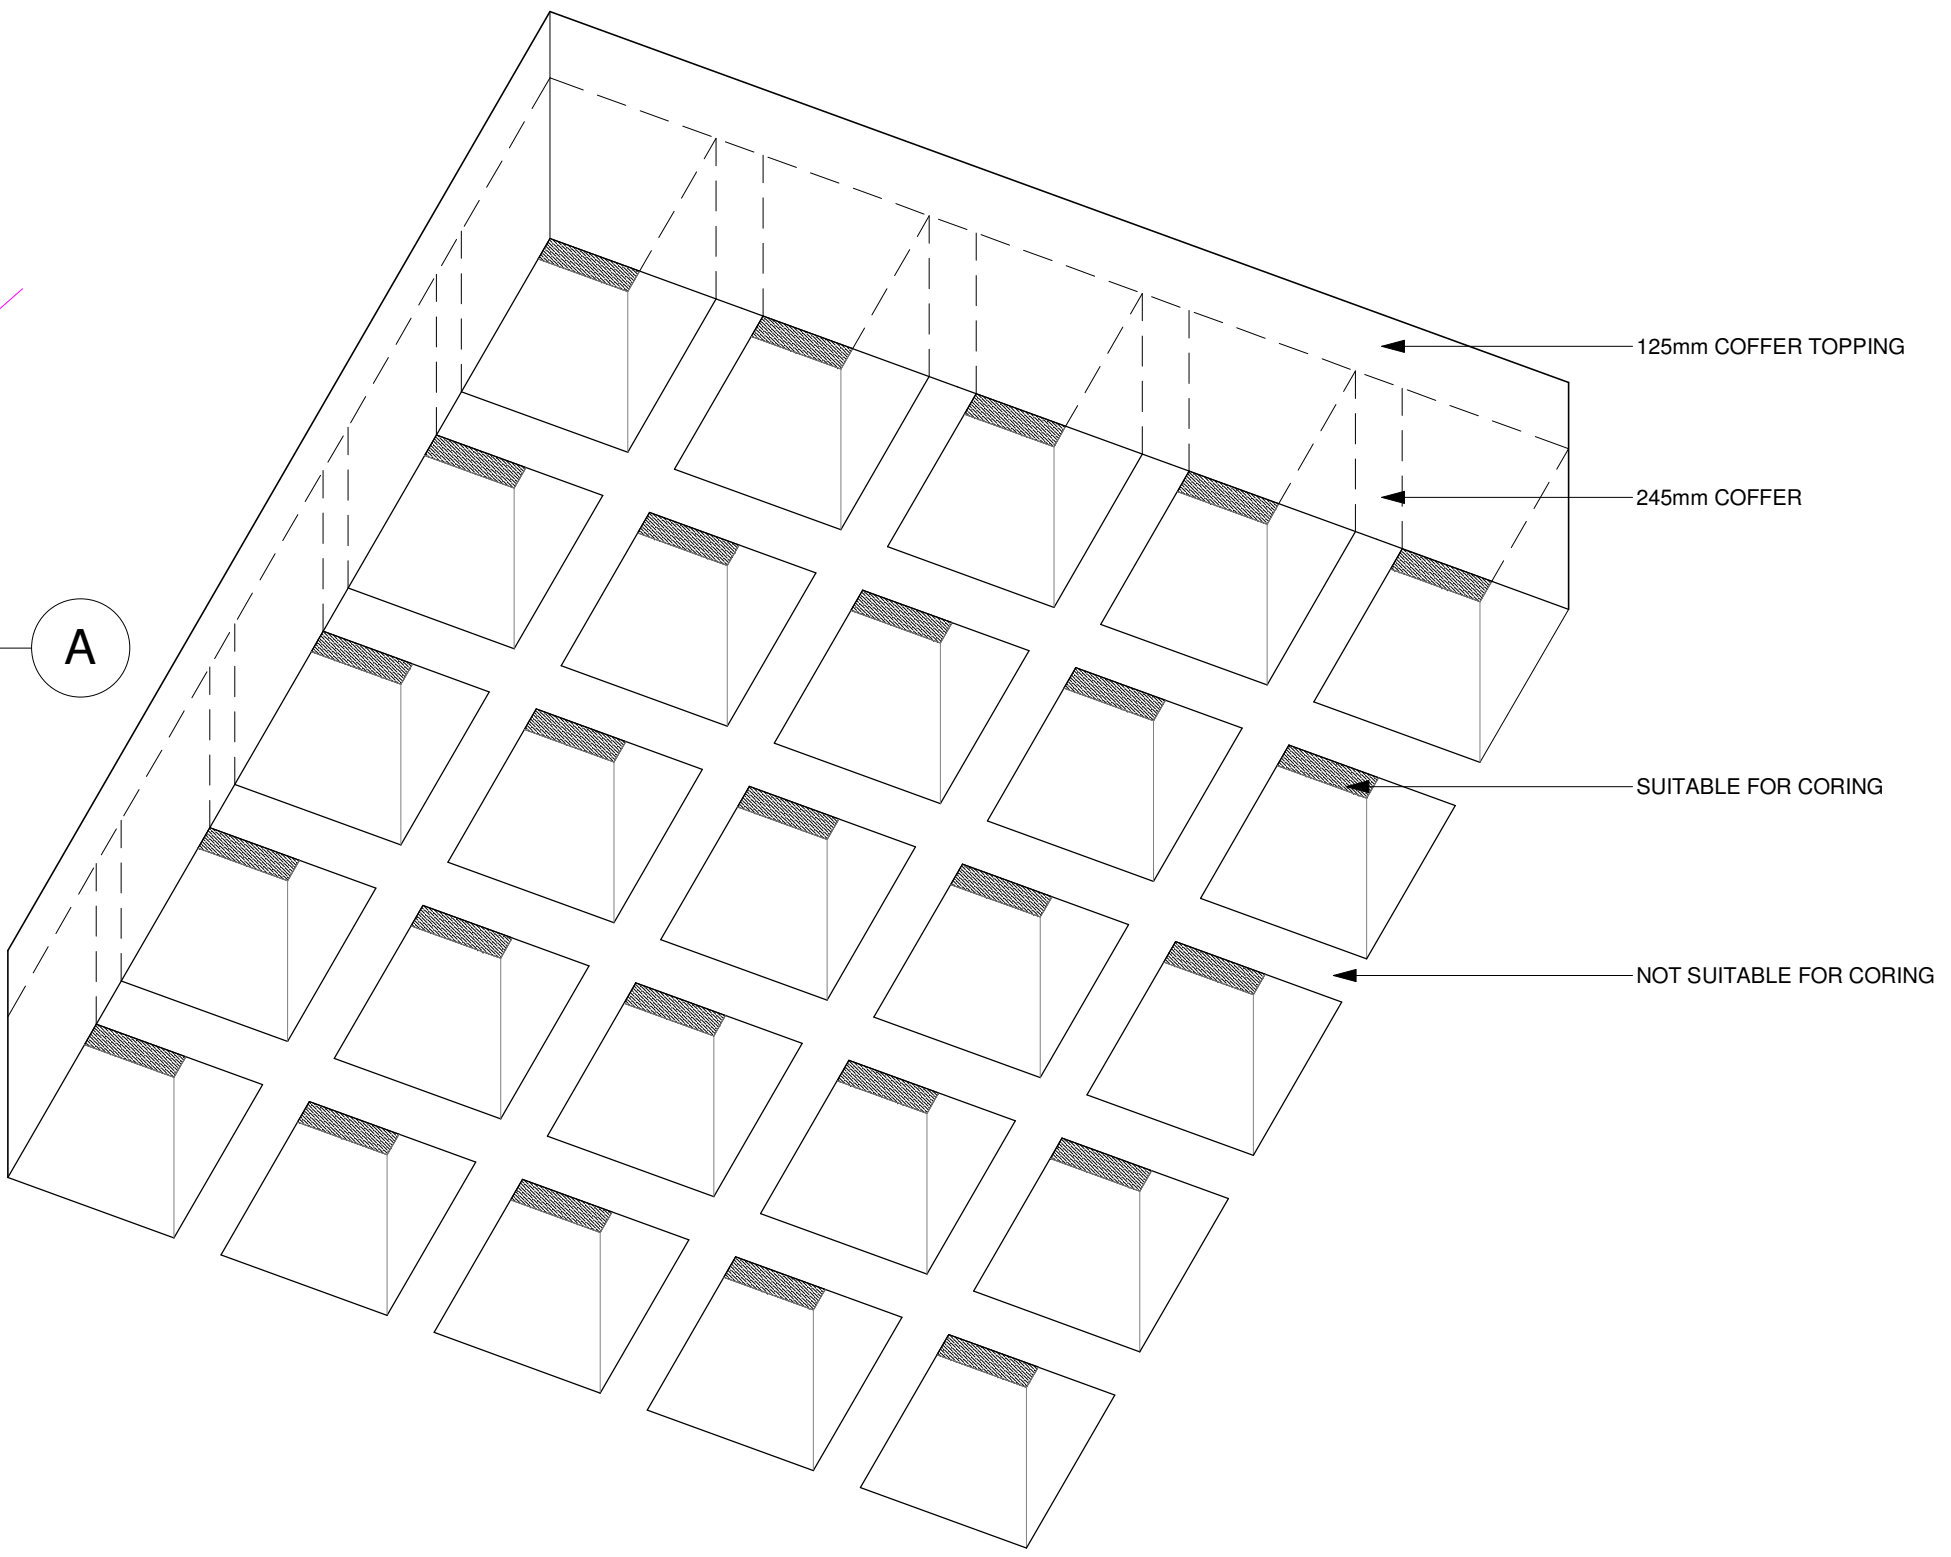 125mm COFFER TOPPING
245mm COFFER
A
SUITABLE FOR CORING
NOT SUITABLE FOR CORING